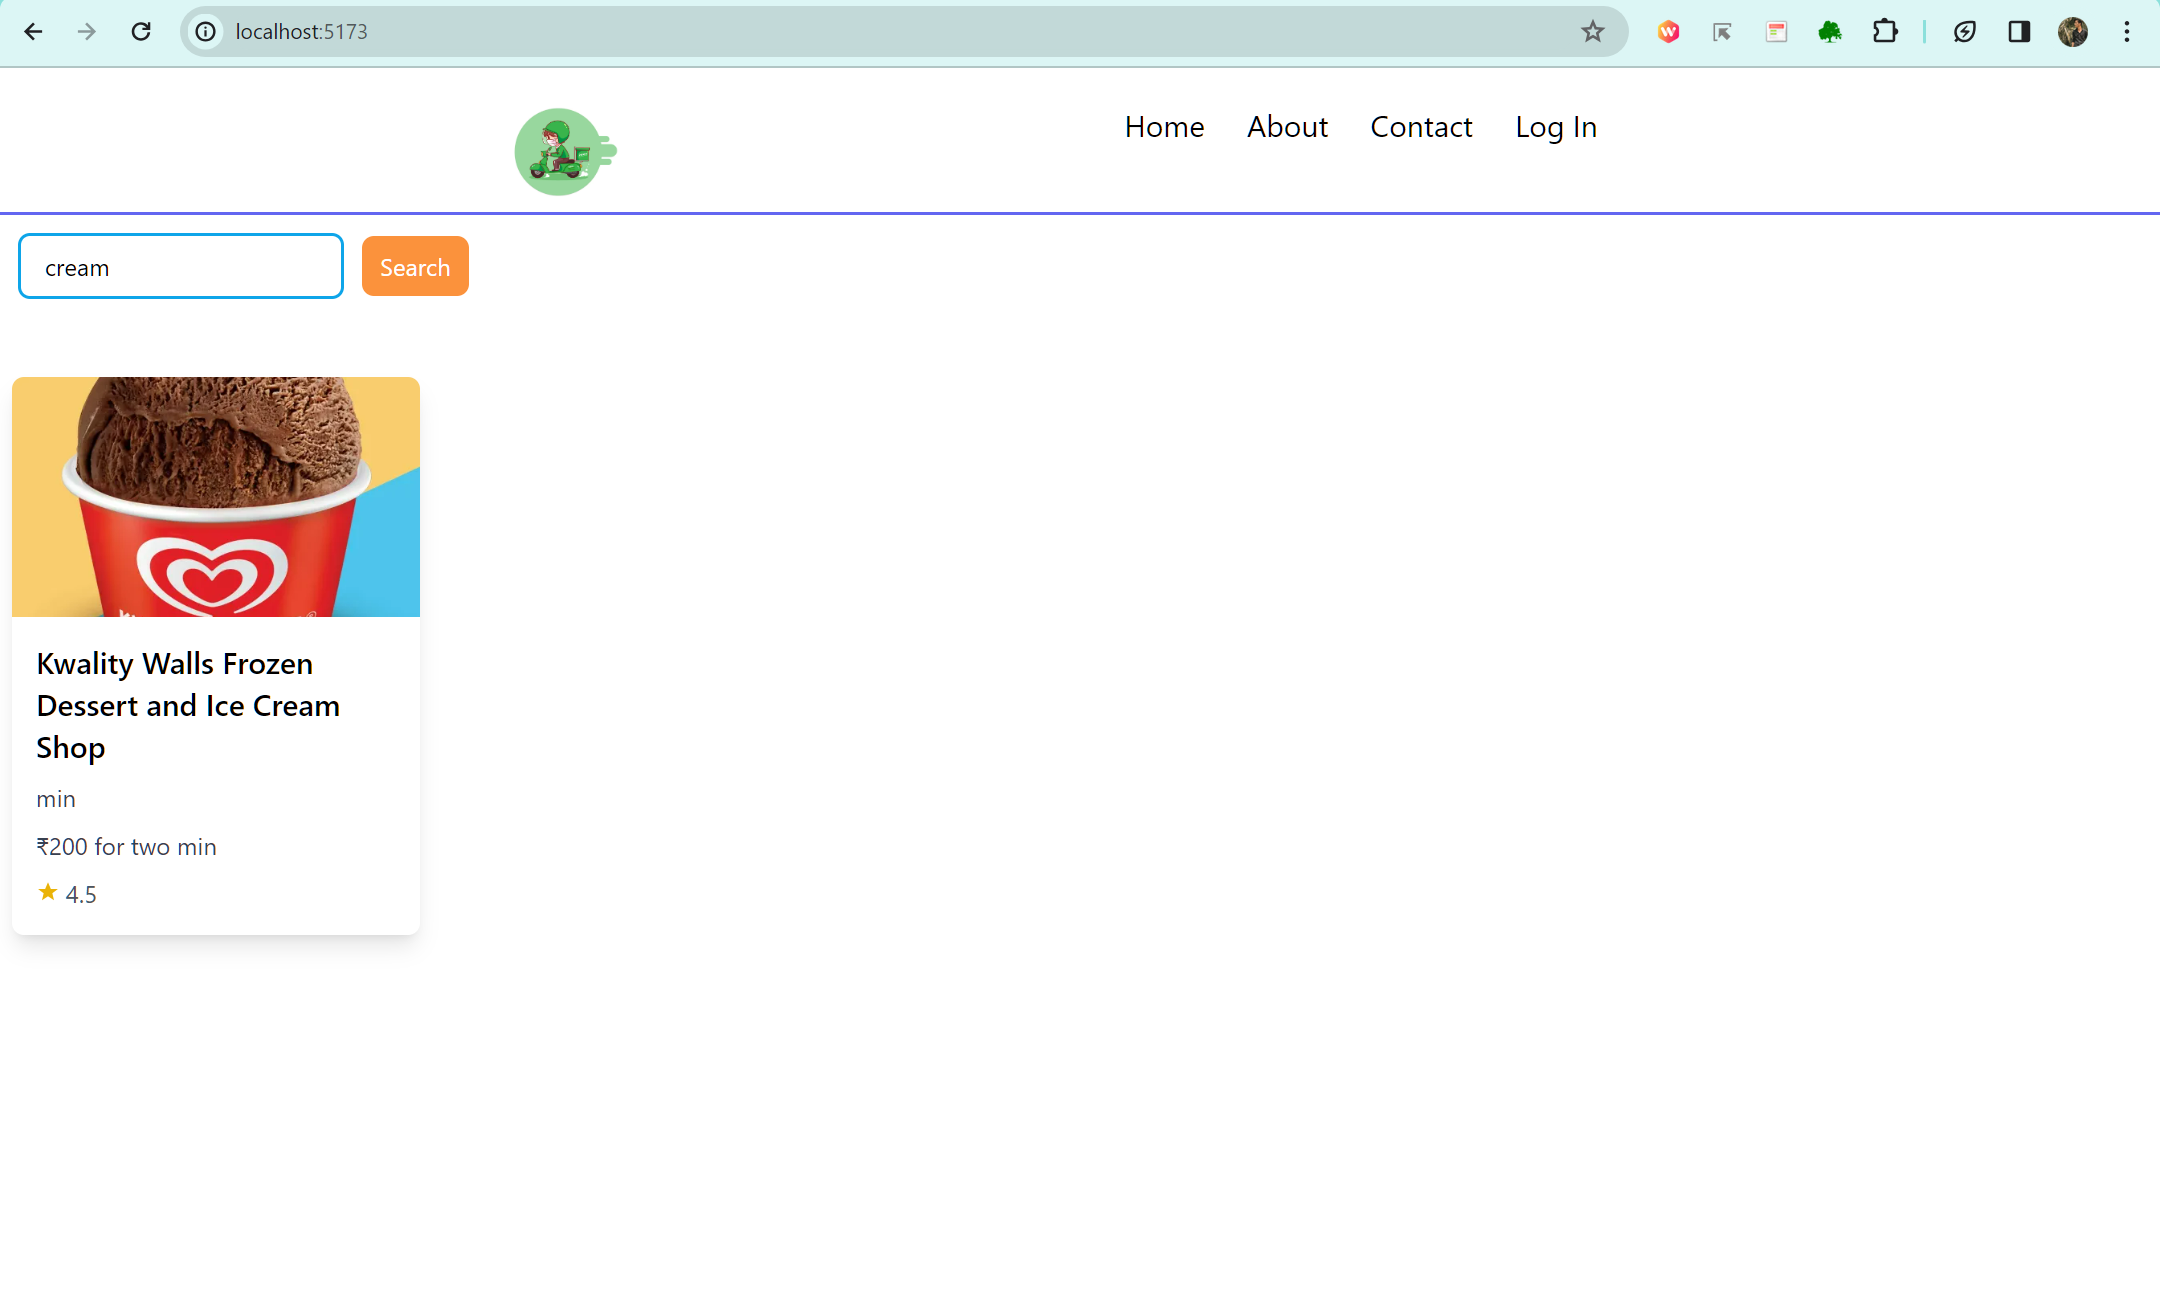 localhost:5173
Home About Contact Log In
cream Search
Kwality Walls Frozen
Dessert and Ice Cream
Shop
min
₹200 for two min
4.5